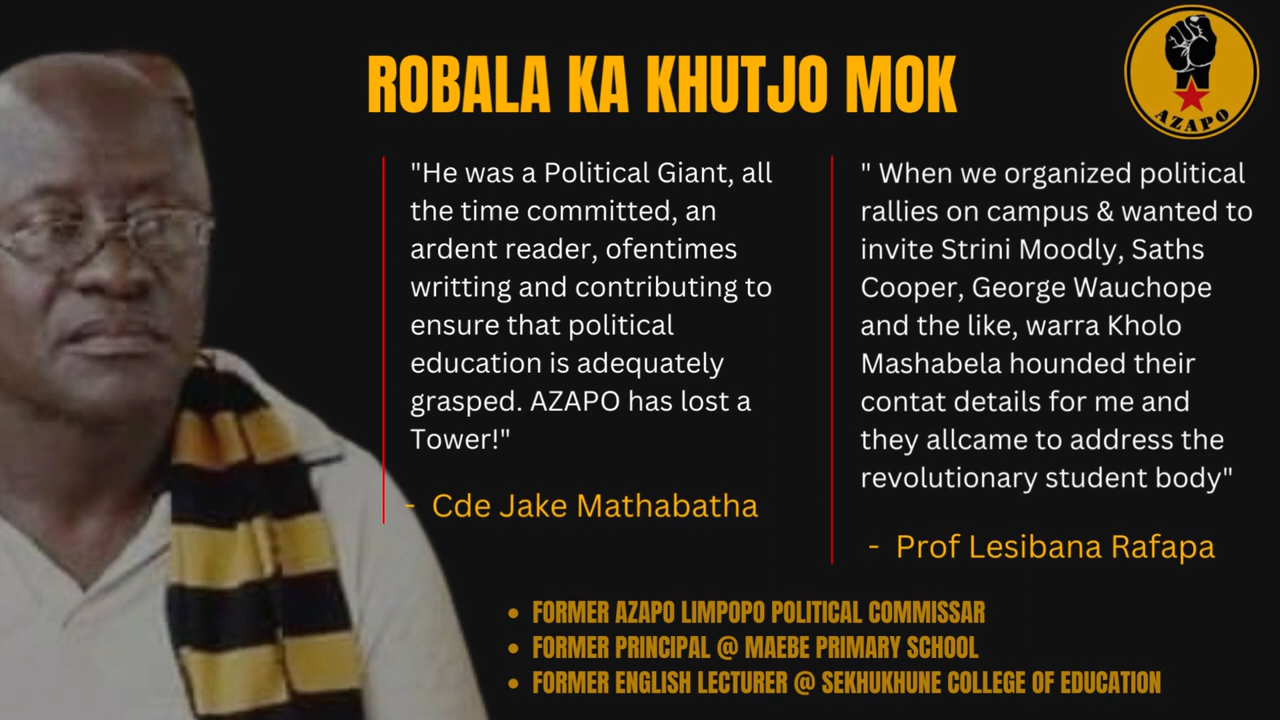 ROBALA KA KHUTJO MOK
AZAPO
"He was a Political Giant, all
the time committed, an
ardent reader, ofentimes
writting and contributing to
ensure that political
education is adequately
grasped. AZAPO has lost a
Tower!"
- Cde Jake Mathabatha
" When we organized political
rallies on campus & wanted to
invite Strini Moodly, Saths
Cooper, George Wauchope
and the like, warra Kholo
Mashabela hounded their
contat details for me and
they allcame to address the
revolutionary student body"
- Prof Lesibana Rafapa
• FORMER AZAPO LIMPOPO POLITICAL COMMISSAR
• FORMER PRINCIPAL @ MAEBE PRIMARY SCHOOL
• FORMER ENGLISH LECTURER @ SEKHUKHUNE COLLEGE OF EDUCATION